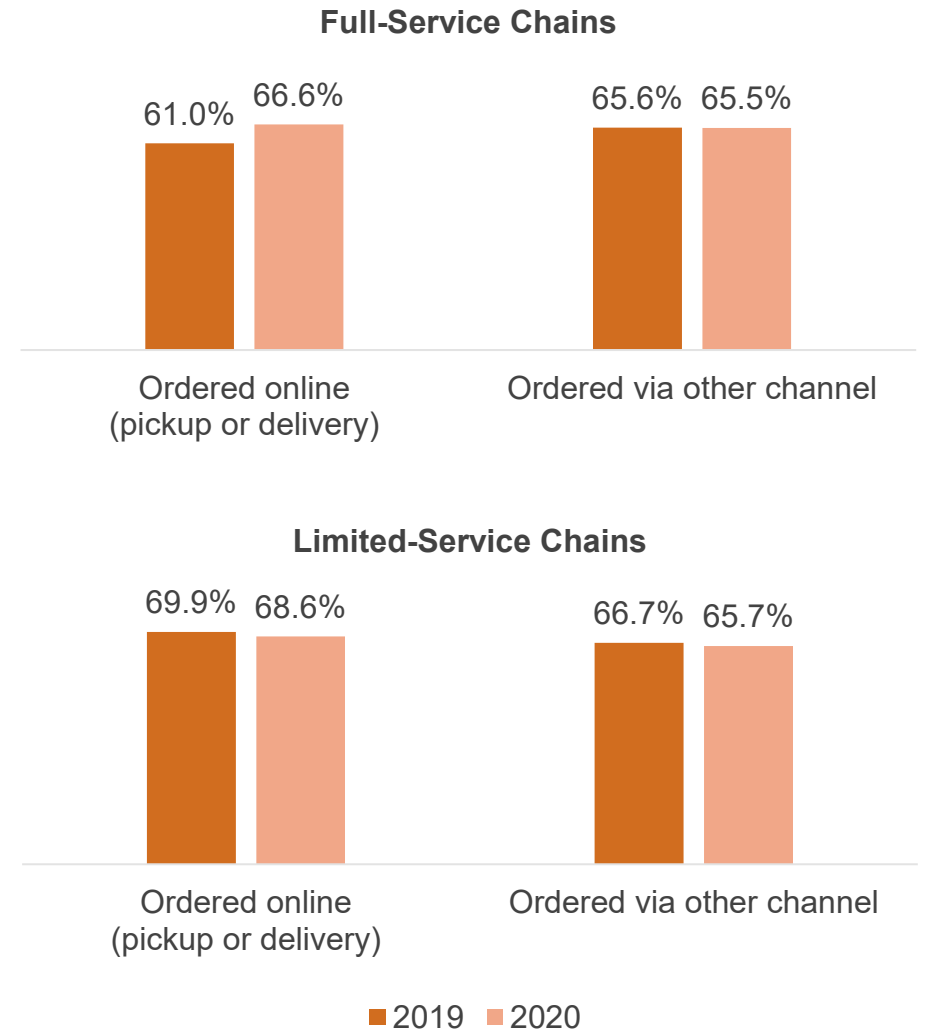 Full-Service Chains
61.0% 66.6% 65.6% 65.5%
Ordered online
(pickup or delivery)
Ordered via other channel
Limited-Service Chains
69.9% 68.6% 66.7% 65.7%
Ordered online
(pickup or delivery)
Ordered via other channel
2019 2020